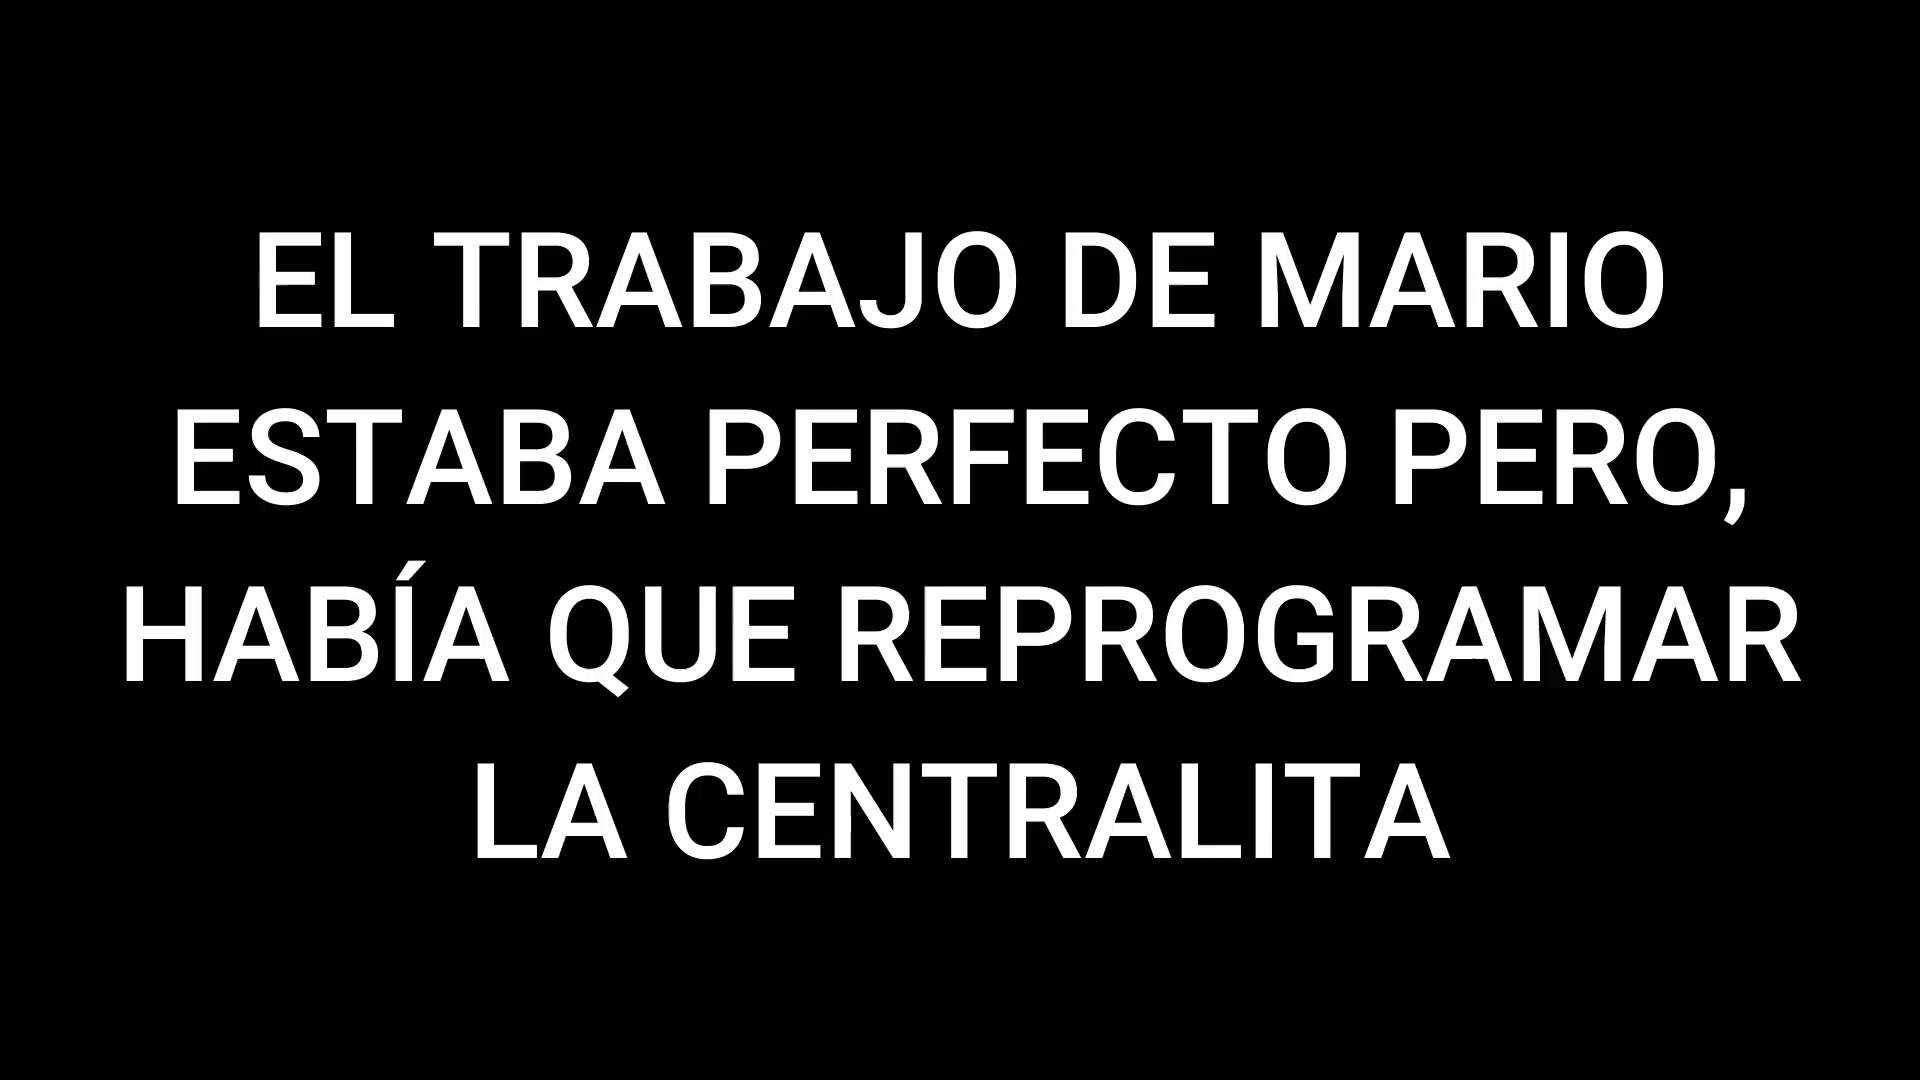 EL TRABAJO DE MARIO
ESTABA PERFECTO PERO,
HABÍA QUE REPROGRAMAR
LA CENTRALITA